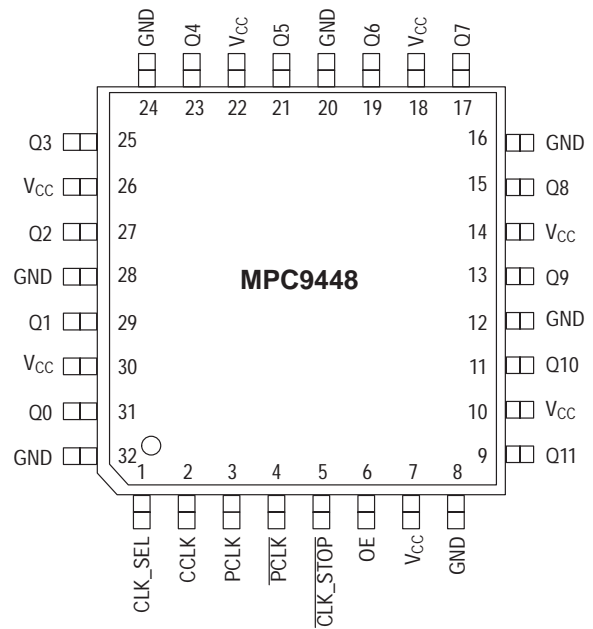 GND Q4 VCC Q5 GND Q6 VCC Q7
24 23 22 21 20 19 18 17
Q3 25 16 GND
VCC 26 15 Q8
Q2 27 14 VCC
GND 28 MPC9448 13 Q9
Q1 29 12 GND
VCC 30 11 Q10
Q0 31 10 VCC
GND 32 9 Q11
1 2 3 4 5 6 7 8
CLK_SEL CCLK PCLK P̅C̅L̅K̅ C̅L̅K̅_̅S̅T̅O̅P̅ OE VCC GND